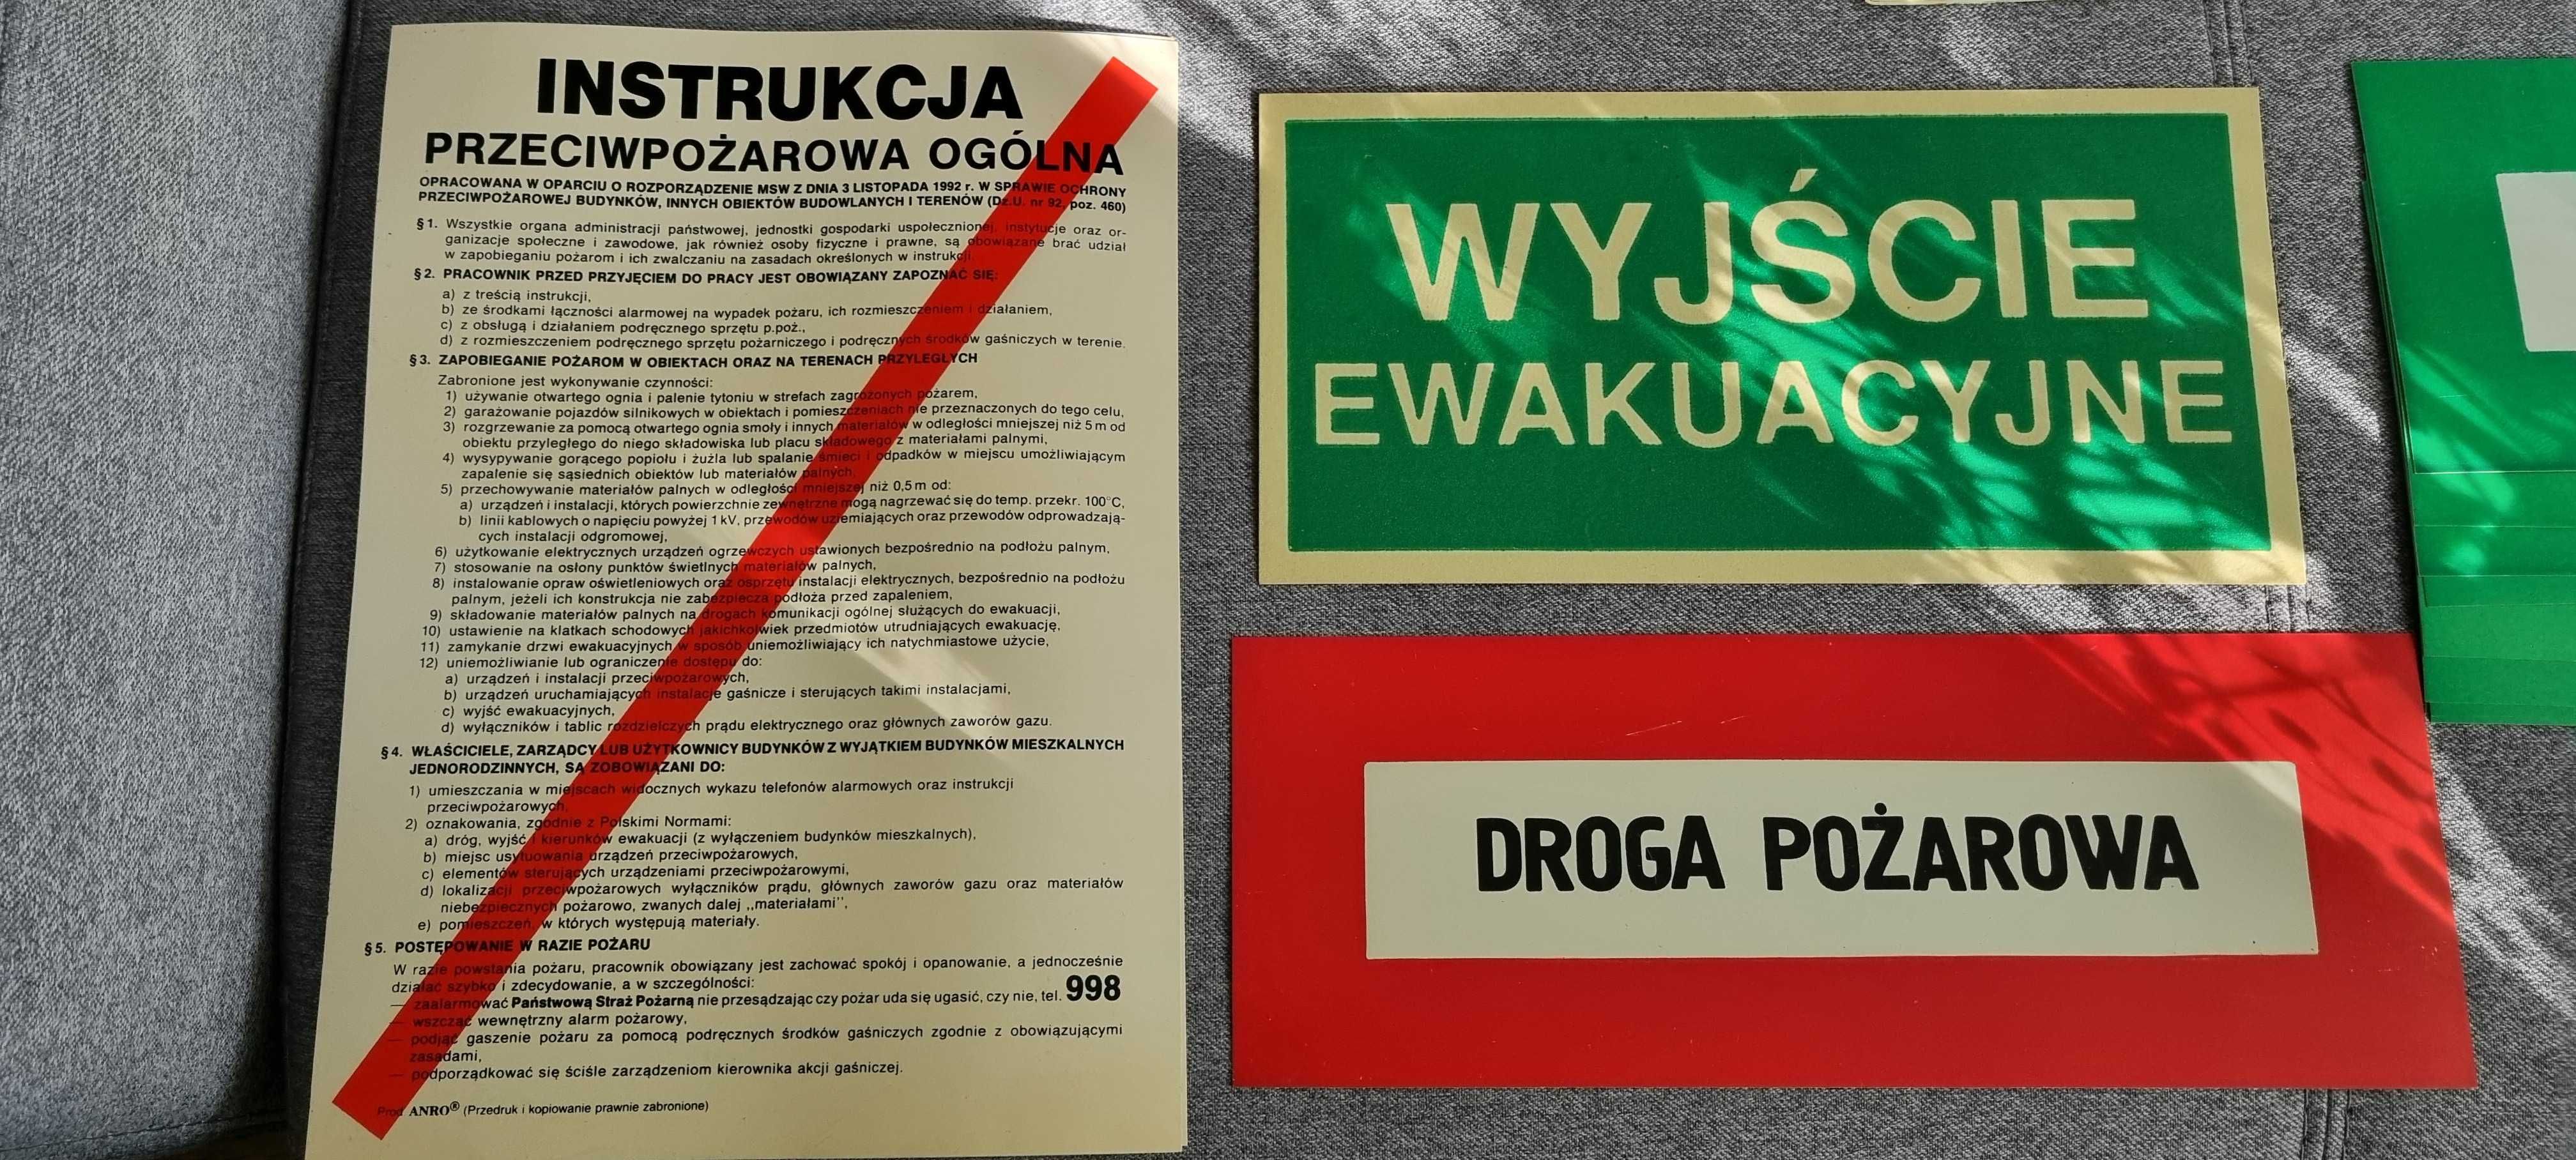 INSTRUKCJA
PRZECIWPOŻAROWA OGÓLNA
OPRACOWANA W OPARCIU O ROZPORZĄDZENIE MSW Z DNIA 3 LISTOPADA 1992 r. W SPRAWIE OCHRONY
PRZECIWPOŻAROWEJ BUDYNKÓW, INNYCH OBIEKTÓW BUDOWLANYCH I TERENÓW (Dz.U. nr 92, poz. 460)
§ 1. Wszystkie organa administracji państwowej, jednostki gospodarki uspołecznionej, instytucje oraz or-
ganizacje społeczne i zawodowe, jak również osoby fizyczne i prawne, są obowiązane brać udział
w zapobieganiu pożarom i ich zwalczaniu na zasadach określonych w instrukcji.
§ 2. PRACOWNIK PRZED PRZYJĘCIEM DO PRACY JEST OBOWIĄZANY ZAPOZNAĆ SIĘ:
a) z treścią instrukcji,
b) ze środkami łączności alarmowej na wypadek pożaru, ich rozmieszczeniem i działaniem,
c) z obsługą i działaniem podręcznego sprzętu p.poż.,
d) z rozmieszczeniem podręcznego sprzętu pożarniczego i podręcznych środków gaśniczych w terenie.
§ 3. ZAPOBIEGANIE POŻAROM W OBIEKTACH ORAZ NA TERENACH PRZYLEGŁYCH
Zabronione jest wykonywanie czynności:
1) używanie otwartego ognia i palenie tytoniu w strefach zagrożonych pożarem,
2) garażowanie pojazdów silnikowych w obiektach i pomieszczeniach nie przeznaczonych do tego celu,
3) rozgrzewanie za pomocą otwartego ognia smoły i innych materiałów w odległości mniejszej niż 5 m od
obiektu przyległego do niego składowiska lub placu składowego z materiałami palnymi,
4) wysypywanie gorącego popiołu i żużla lub spalanie śmieci i odpadków w miejscu umożliwiającym
zapalenie się sąsiednich obiektów lub materiałów palnych,
5) przechowywanie materiałów palnych w odległości mniejszej niż 0,5 m od:
a) urządzeń i instalacji, których powierzchnie zewnętrzne mogą nagrzewać się do temp. przekr. 100°C,
b) linii kablowych o napięciu powyżej 1 kV, przewodów uziemiających oraz przewodów odprowadzają-
cych instalacji odgromowej,
6) użytkowanie elektrycznych urządzeń ogrzewczych ustawionych bezpośrednio na podłożu palnym,
7) stosowanie na osłony punktów świetlnych materiałów palnych,
8) instalowanie opraw oświetleniowych oraz osprzętu instalacji elektrycznych, bezpośrednio na podłożu
palnym, jeżeli ich konstrukcja nie zabezpiecza podłoża przed zapaleniem,
9) składowanie materiałów palnych na drogach komunikacji ogólnej służących do ewakuacji,
10) ustawienie na klatkach schodowych jakichkolwiek przedmiotów utrudniających ewakuację,
11) zamykanie drzwi ewakuacyjnych w sposób uniemożliwiający ich natychmiastowe użycie,
12) uniemożliwianie lub ograniczenie dostępu do:
a) urządzeń i instalacji przeciwpożarowych,
b) urządzeń uruchamiających instalacje gaśnicze i sterujących takimi instalacjami,
c) wyjść ewakuacyjnych,
d) wyłączników i tablic rozdzielczych prądu elektrycznego oraz głównych zaworów gazu.
§ 4. WŁAŚCICIELE, ZARZĄDCY LUB UŻYTKOWNICY BUDYNKÓW Z WYJĄTKIEM BUDYNKÓW MIESZKALNYCH
JEDNORODZINNYCH, SĄ ZOBOWIĄZANI DO:
1) umieszczania w miejscach widocznych wykazu telefonów alarmowych oraz instrukcji
przeciwpożarowych,
2) oznakowania, zgodnie z Polskimi Normami:
a) dróg, wyjść i kierunków ewakuacji (z wyłączeniem budynków mieszkalnych),
b) miejsc usytuowania urządzeń przeciwpożarowych,
c) elementów sterujących urządzeniami przeciwpożarowymi,
d) lokalizacji przeciwpożarowych wyłączników prądu, głównych zaworów gazu oraz materiałów
niebezpiecznych pożarowo, zwanych dalej „materiałami",
e) pomieszczeń, w których występują materiały.
§ 5. POSTĘPOWANIE W RAZIE POŻARU
W razie powstania pożaru, pracownik obowiązany jest zachować spokój i opanowanie, a jednocześnie
działać szybko i zdecydowanie, a w szczególności:
— zaalarmować Państwową Straż Pożarną nie przesądzając czy pożar uda się ugasić, czy nie, tel. 998
— wszcząć wewnętrzny alarm pożarowy,
— podjąć gaszenie pożaru za pomocą podręcznych środków gaśniczych zgodnie z obowiązującymi
zasadami,
— podporządkować się ściśle zarządzeniom kierownika akcji gaśniczej.
Prod. ANRO® (Przedruk i kopiowanie prawnie zabronione)
WYJŚCIE
EWAKUACYJNE
DROGA POŻAROWA